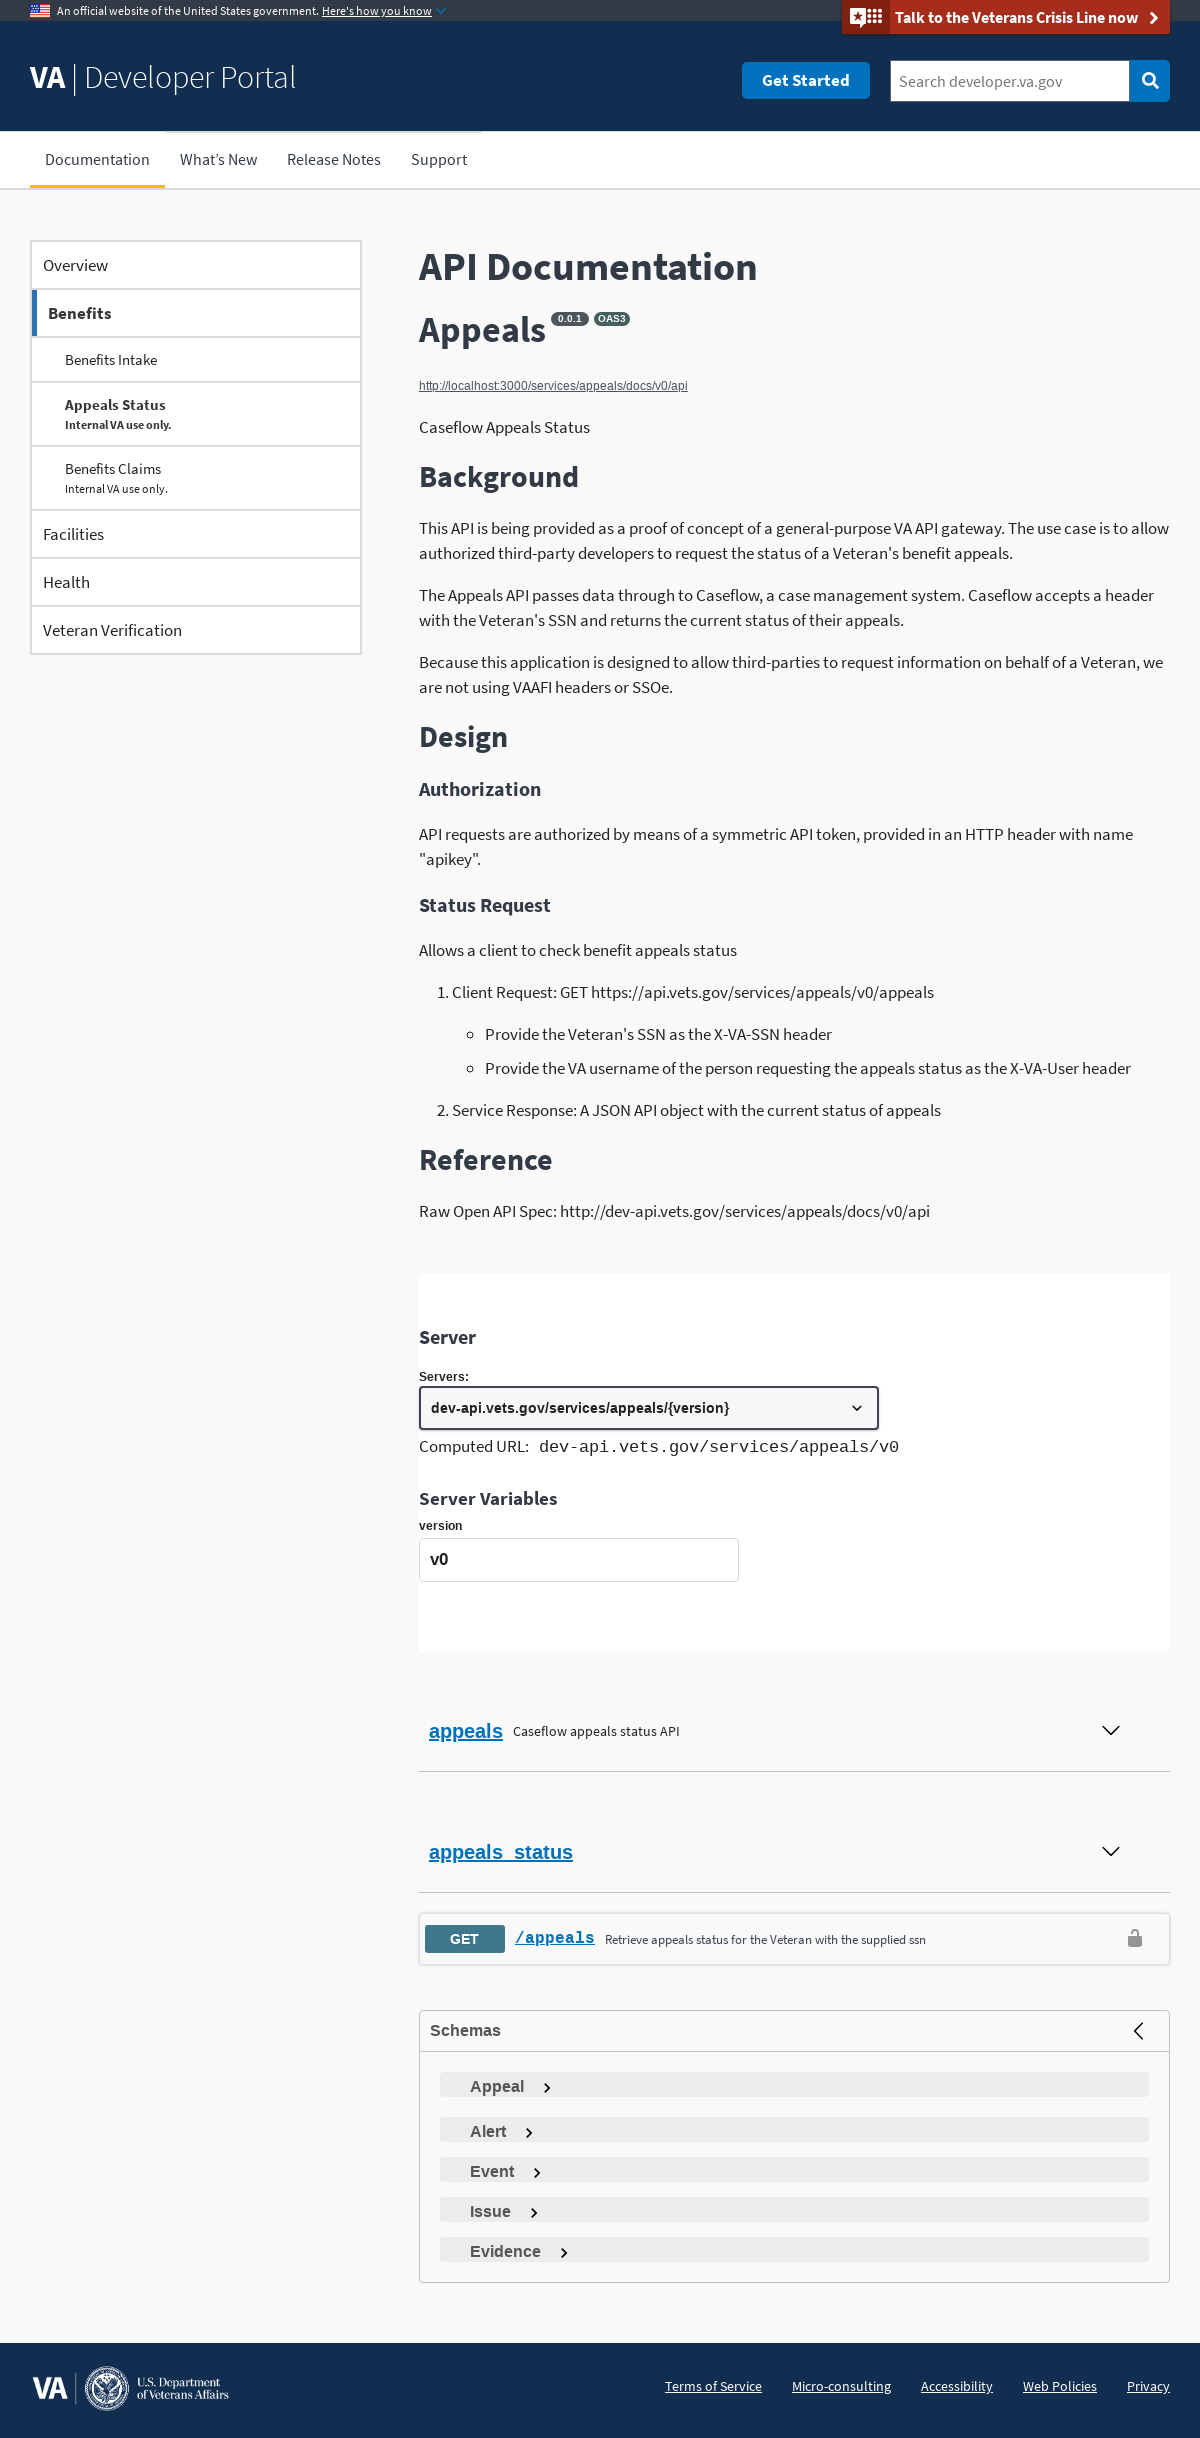 An official website of the United States government. Here's how you know
Talk to the Veterans Crisis Line now
VA | Developer Portal
Get Started
Search developer.va.gov
Documentation
What’s New
Release Notes
Support
Overview
Benefits
Benefits Intake
Appeals Status
Internal VA use only.
Benefits Claims
Internal VA use only.
Facilities
Health
Veteran Verification
API Documentation
Appeals 0.0.1 OAS3
http://localhost:3000/services/appeals/docs/v0/api
Caseflow Appeals Status
Background
This API is being provided as a proof of concept of a general-purpose VA API gateway. The use case is to allow
authorized third-party developers to request the status of a Veteran's benefit appeals.
The Appeals API passes data through to Caseflow, a case management system. Caseflow accepts a header
with the Veteran's SSN and returns the current status of their appeals.
Because this application is designed to allow third-parties to request information on behalf of a Veteran, we
are not using VAAFI headers or SSOe.
Design
Authorization
API requests are authorized by means of a symmetric API token, provided in an HTTP header with name
"apikey".
Status Request
Allows a client to check benefit appeals status
1. Client Request: GET https://api.vets.gov/services/appeals/v0/appeals
Provide the Veteran's SSN as the X-VA-SSN header
Provide the VA username of the person requesting the appeals status as the X-VA-User header
2. Service Response: A JSON API object with the current status of appeals
Reference
Raw Open API Spec: http://dev-api.vets.gov/services/appeals/docs/v0/api
Server
Servers:
dev-api.vets.gov/services/appeals/{version}
Computed URL: dev-api.vets.gov/services/appeals/v0
Server Variables
version
v0
appeals Caseflow appeals status API
appeals_status
GET /appeals Retrieve appeals status for the Veteran with the supplied ssn
Schemas
Appeal
Alert
Event
Issue
Evidence
VA
U.S. Department
of Veterans Affairs
Terms of Service
Micro-consulting
Accessibility
Web Policies
Privacy